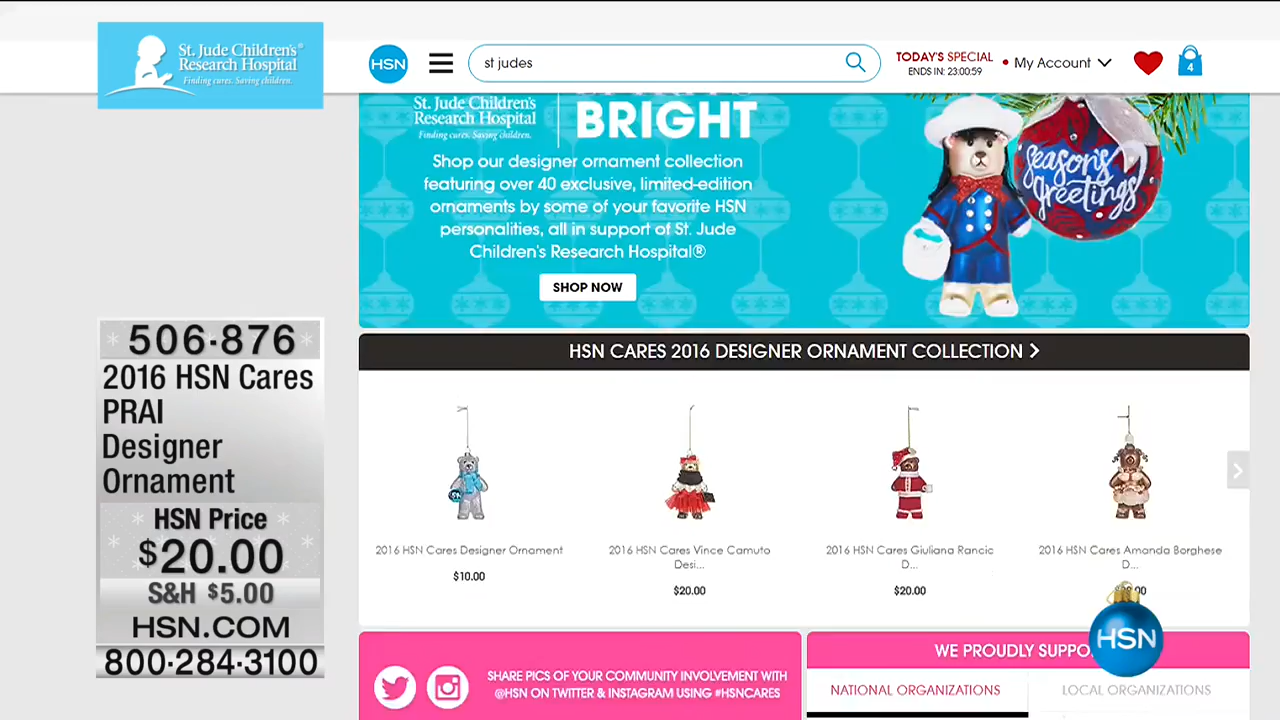 St. Jude Children's®
Research Hospital
Finding cures. Saving children.
HSN
st judes
TODAY'S SPECIAL
ENDS IN: 23:00:59
My Account
4
St. Jude Children's
Research Hospital
Finding cures. Saving children.
BRIGHT
Shop our designer ornament collection
featuring over 40 exclusive, limited-edition
ornaments by some of your favorite HSN
personalities, all in support of St. Jude
Children's Research Hospital®
SHOP NOW
season's
greetings
506·876
2016 HSN Cares
PRAI
Designer
Ornament
HSN Price
$20.00
S&H $5.00
HSN.COM
800·284·3100
HSN CARES 2016 DESIGNER ORNAMENT COLLECTION >
2016 HSN Cares Designer Ornament
$10.00
2016 HSN Cares Vince Camuto
Desi...
$20.00
2016 HSN Cares Giuliana Rancic
D...
$20.00
2016 HSN Cares Amanda Borghese
D...
HSN
SHARE PICS OF YOUR COMMUNITY INVOLVEMENT WITH
@HSN ON TWITTER & INSTAGRAM USING #HSNCARES
WE PROUDLY SUPPO
NATIONAL ORGANIZATIONS
LOCAL ORGANIZATIONS